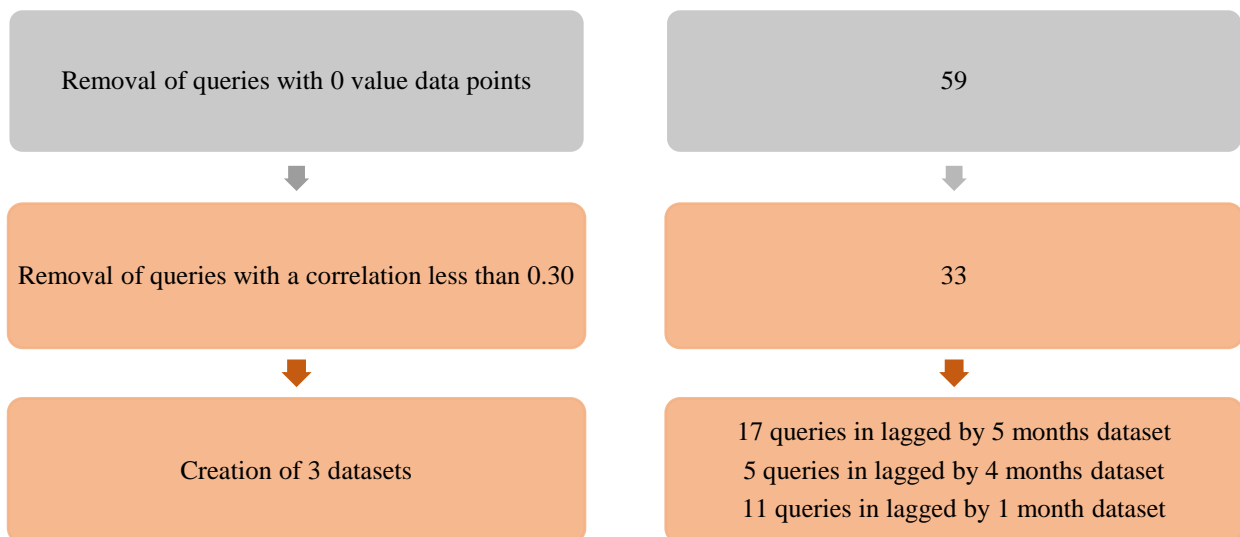 Removal of queries with 0 value data points
59
Removal of queries with a correlation less than 0.30
33
Creation of 3 datasets
17 queries in lagged by 5 months dataset
5 queries in lagged by 4 months dataset
11 queries in lagged by 1 month dataset